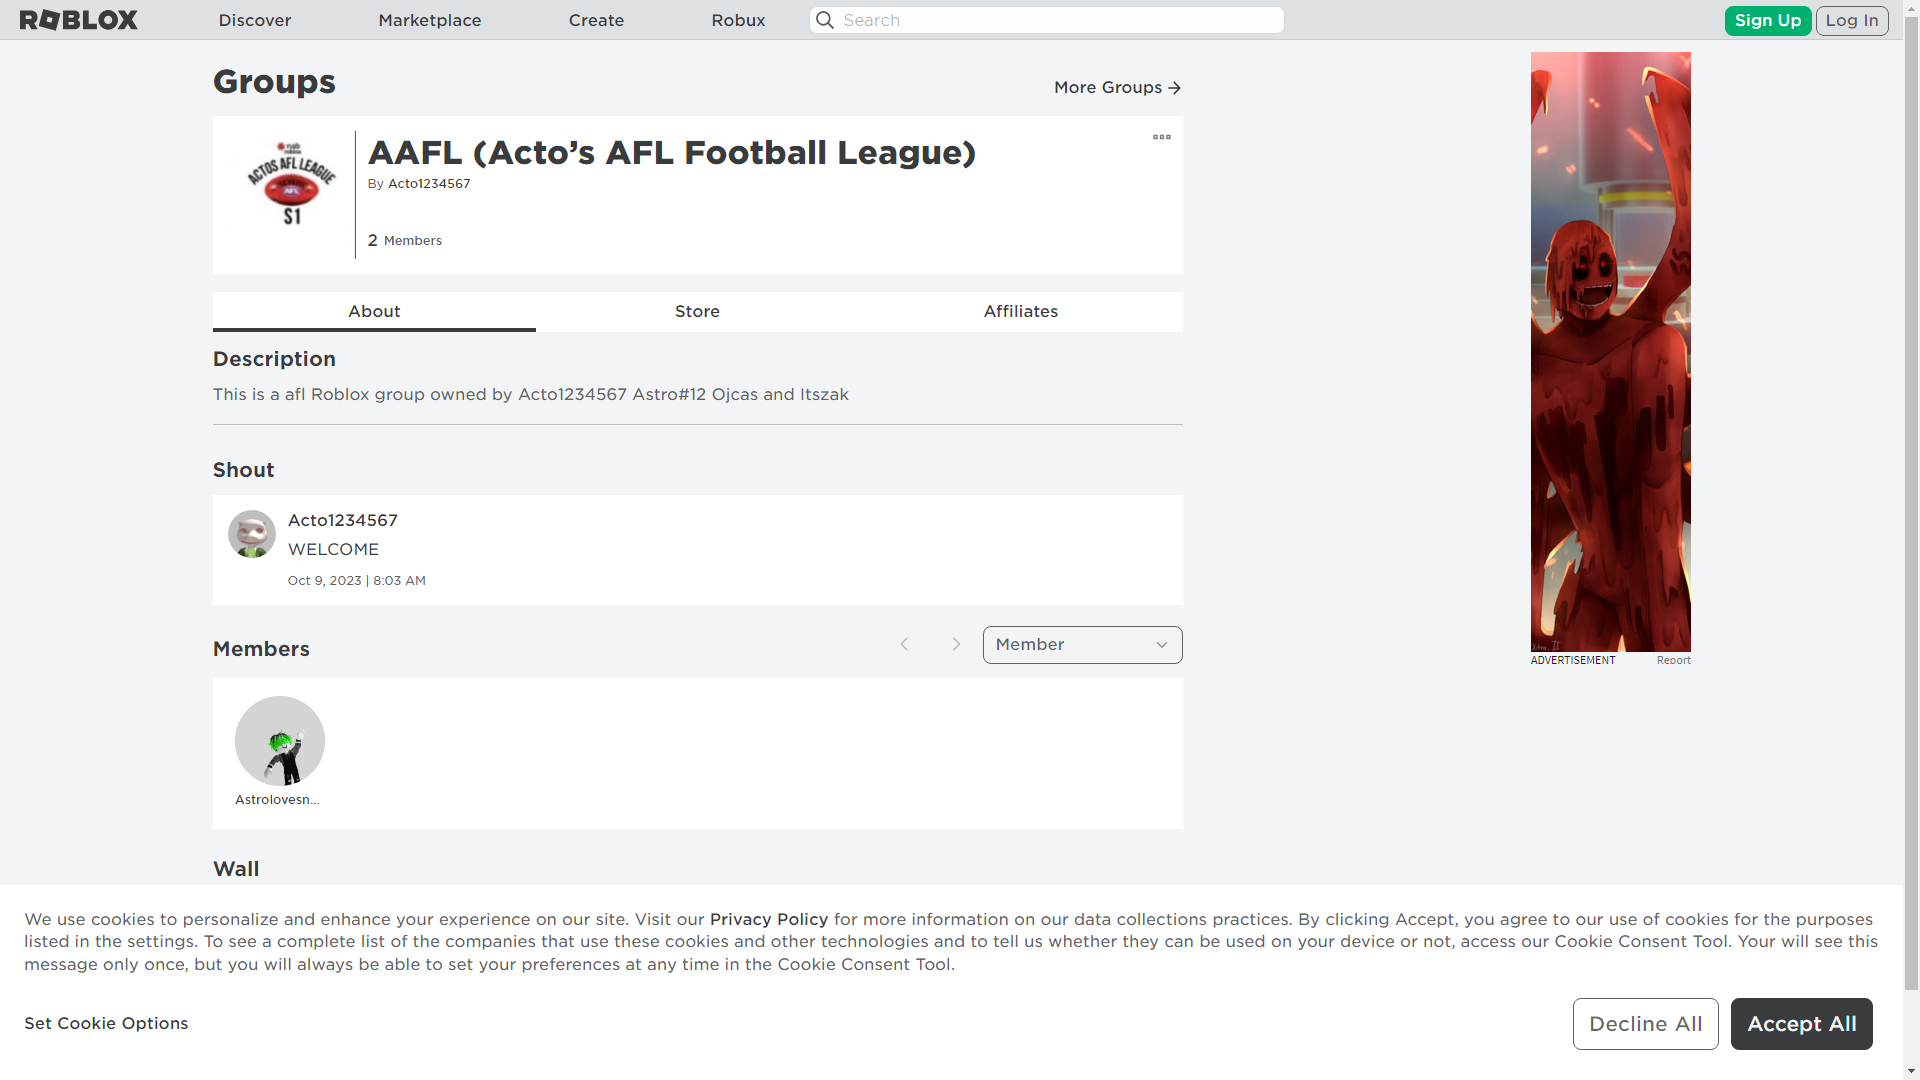 ROBLOX
Discover
Marketplace
Create
Robux
Search
Sign Up
Log In
Groups
More Groups
ACTOS AFL LEAGUE
AFL
S1
AAFL (Acto’s AFL Football League)
By Acto1234567
2 Members
About
Store
Affiliates
Description
This is a afl Roblox group owned by Acto1234567 Astro#12 Ojcas and Itszak
Shout
Acto1234567
WELCOME
Oct 9, 2023 | 8:03 AM
Members
Member
Astrolovesn...
ADVERTISEMENT
Report
Wall
We use cookies to personalize and enhance your experience on our site. Visit our Privacy Policy for more information on our data collections practices. By clicking Accept, you agree to our use of cookies for the purposes
listed in the settings. To see a complete list of the companies that use these cookies and other technologies and to tell us whether they can be used on your device or not, access our Cookie Consent Tool. Your will see this
message only once, but you will always be able to set your preferences at any time in the Cookie Consent Tool.
Set Cookie Options
Decline All
Accept All